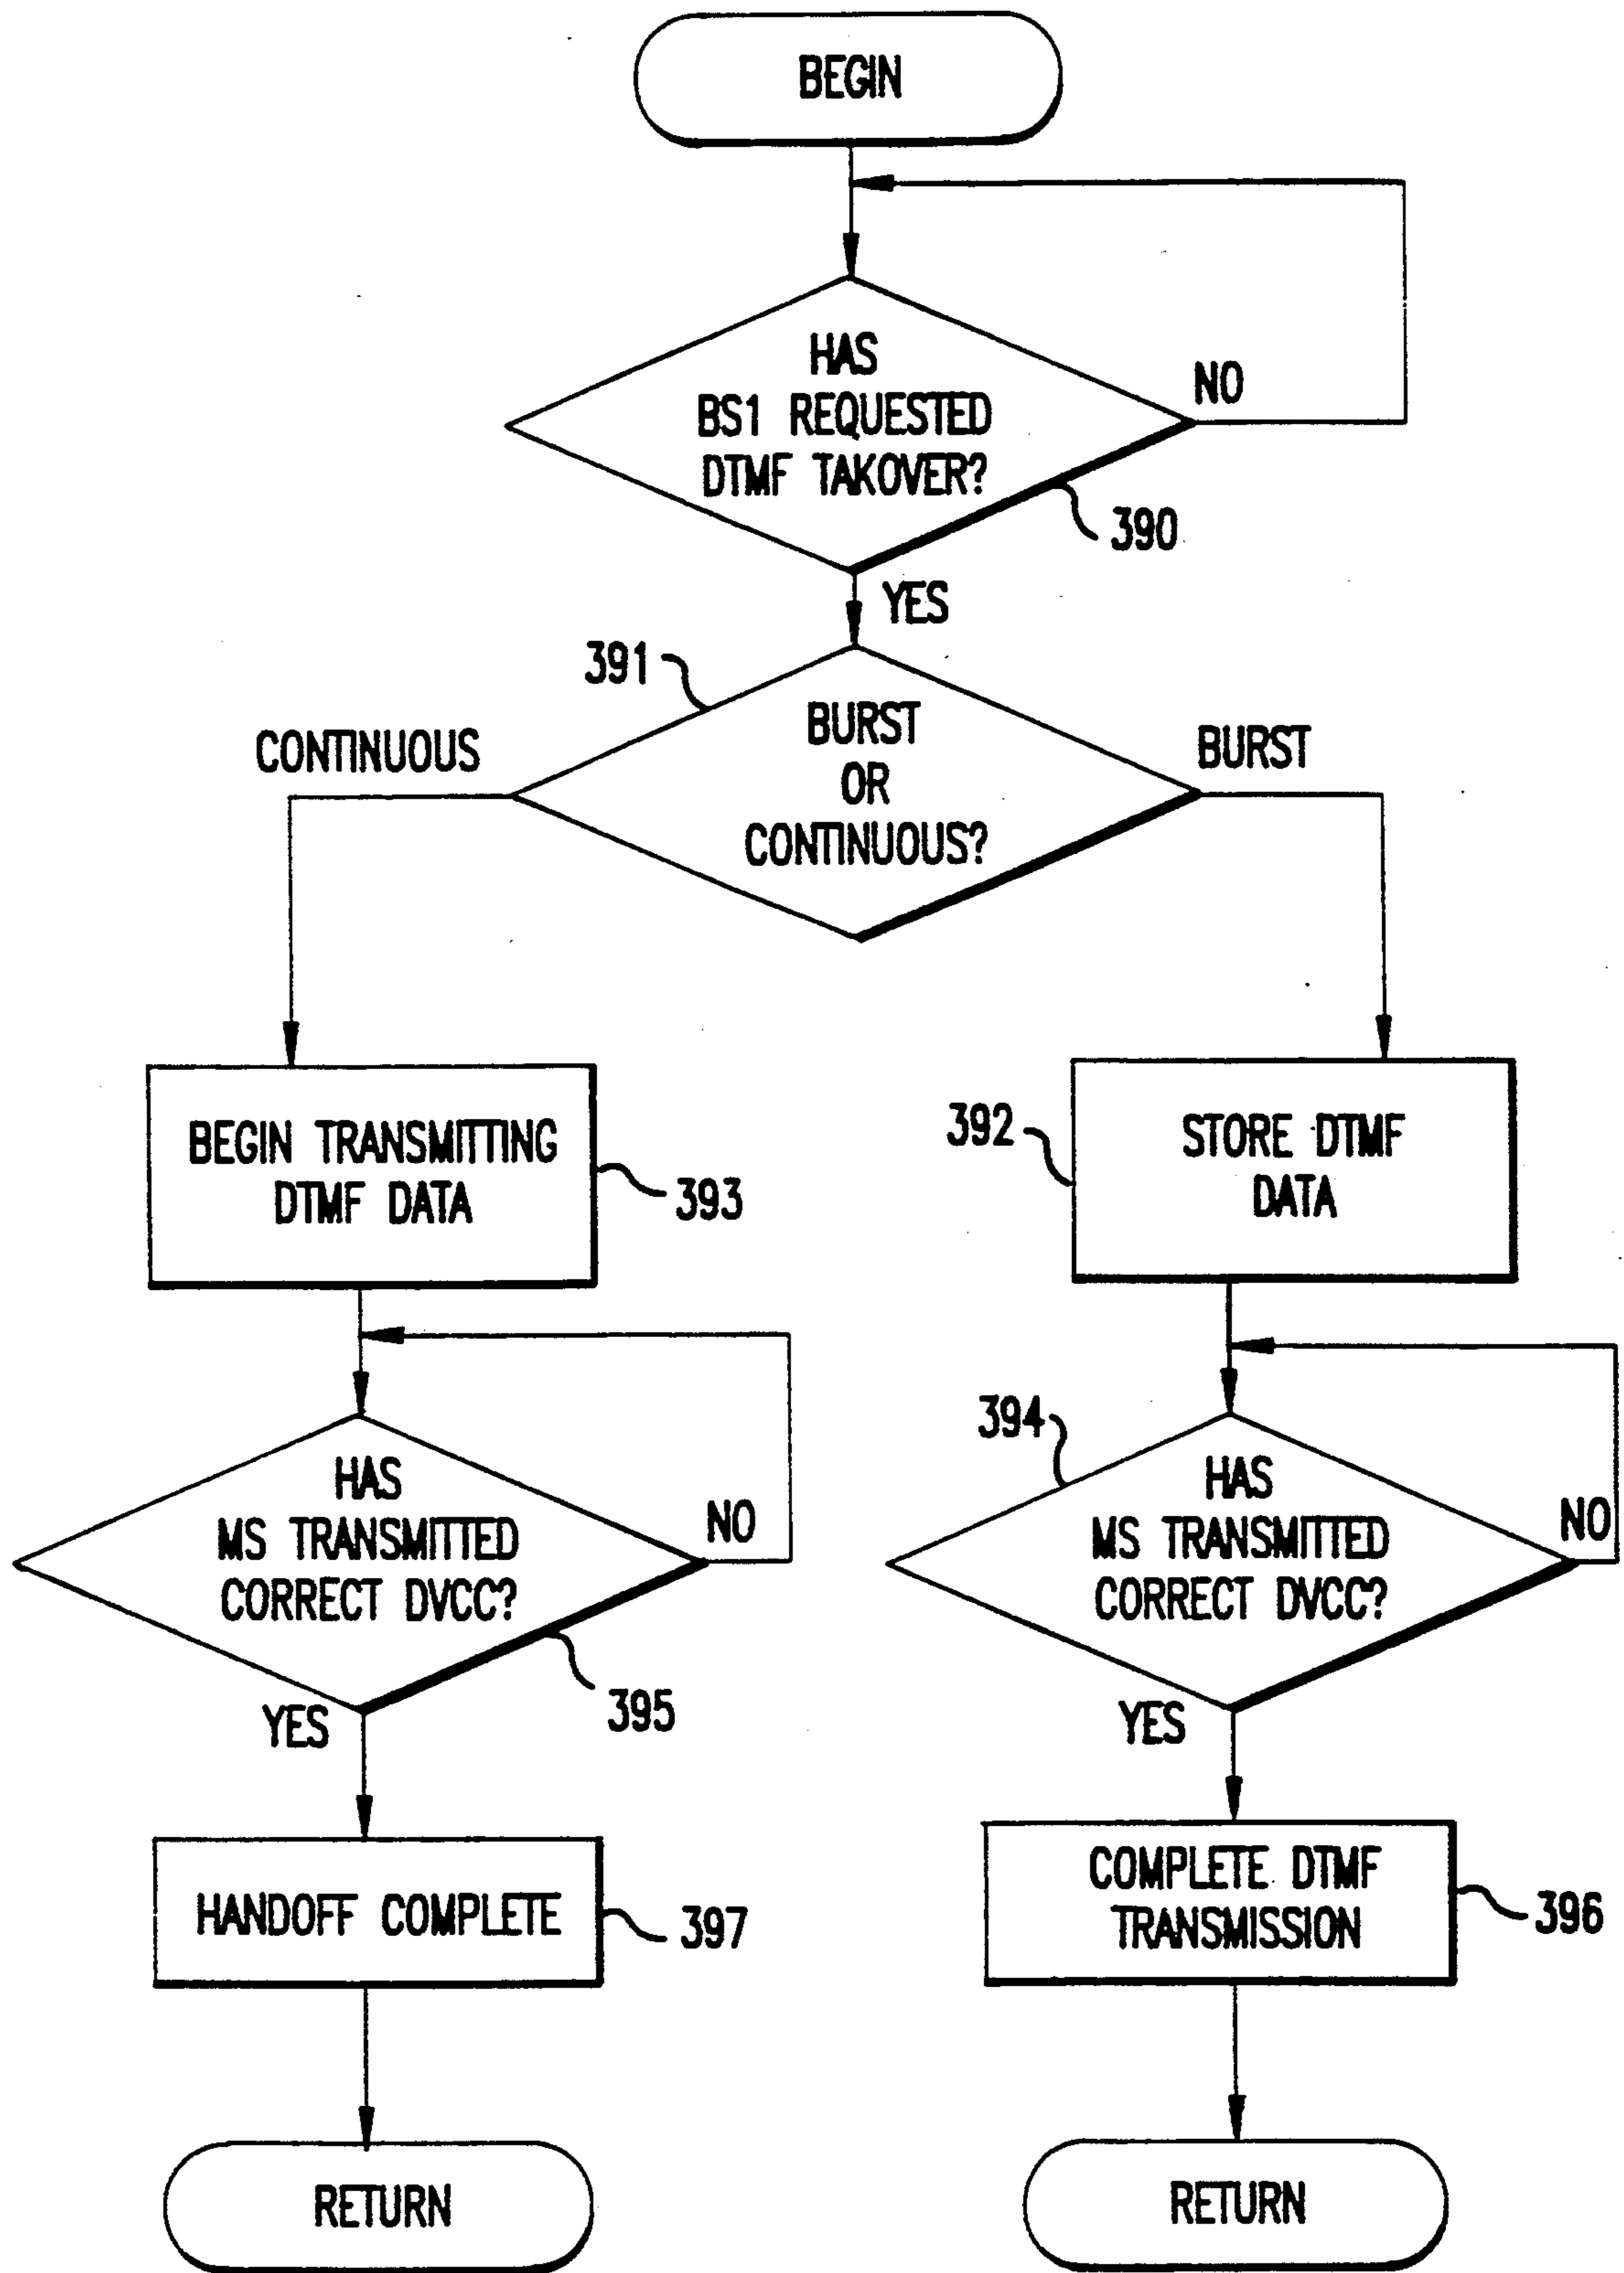 BEGIN
HAS
BS1 REQUESTED
DTMF TAKOVER?
NO
390
YES
391
BURST
OR
CONTINUOUS?
CONTINUOUS
BURST
BEGIN TRANSMITTING
DTMF DATA
393
392
STORE DTMF
DATA
HAS
MS TRANSMITTED
CORRECT DVCC?
NO
395
YES
394
HAS
MS TRANSMITTED
CORRECT DVCC?
NO
YES
HANDOFF COMPLETE
397
COMPLETE DTMF
TRANSMISSION
396
RETURN
RETURN